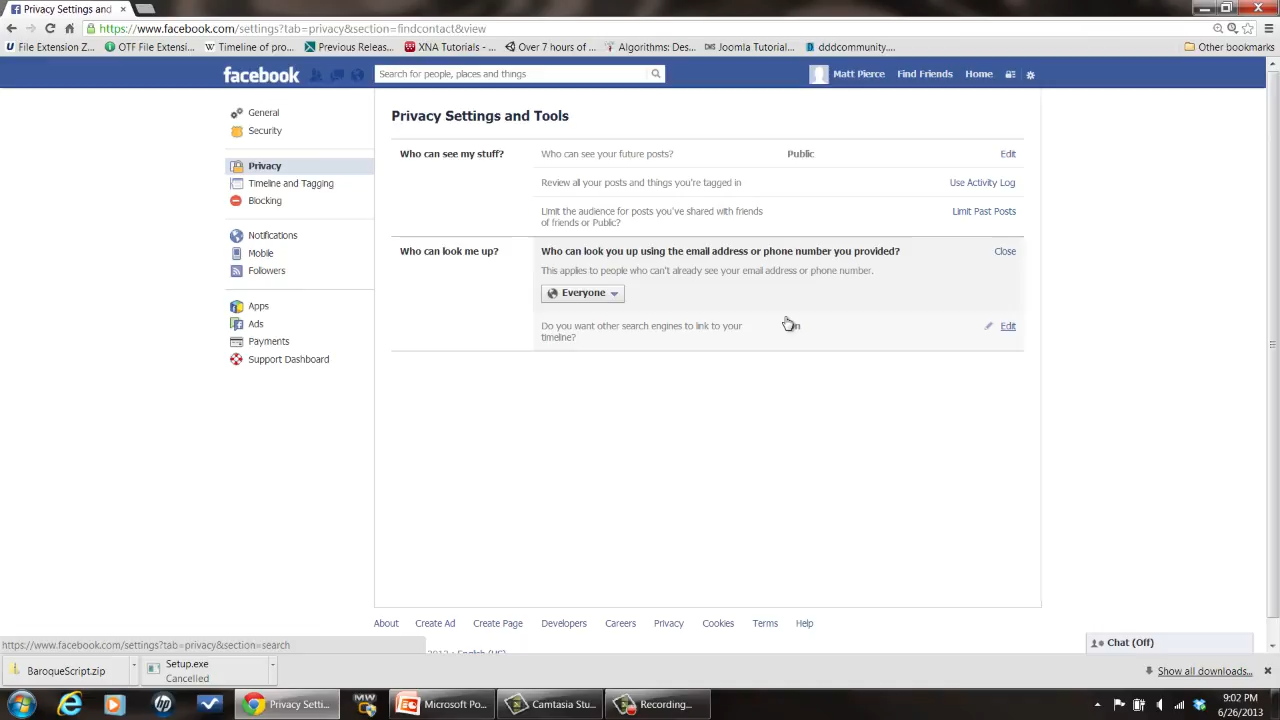 Privacy Settings and
https://www.facebook.com/settings?tab=privacy&section=findcontact&view
File Extension Z...
OTF File Exten...
Timeline of pro...
Previous Releas...
XNA Tutorials - ...
Over 7 hours of ...
Algorithms: Des...
Joomla Tutorial...
dddcommunity....
Other bookmarks
facebook
Search for people, places and things
Matt Pierce
Find Friends
Home
General
Security
Privacy
Timeline and Tagging
Blocking
Notifications
Mobile
Followers
Apps
Ads
Payments
Support Dashboard
Privacy Settings and Tools
Who can see my stuff?
Who can see your future posts?
Public
Edit
Review all your posts and things you're tagged in
Use Activity Log
Limit the audience for posts you've shared with friends
of friends or Public?
Limit Past Posts
Who can look me up?
Who can look you up using the email address or phone number you provided?
Close
This applies to people who can't already see your email address or phone number.
Everyone
Do you want other search engines to link to your
timeline?
Edit
About
Create Ad
Create Page
Developers
Careers
Privacy
Cookies
Terms
Help
https://www.facebook.com/settings?tab=privacy&section=search
Chat (Off)
BaroqueScript.zip
Setup.exe
Cancelled
Show all downloads...
Privacy Setti...
MW
Microsoft Po...
Camtasia Stu...
Recording...
9:02 PM
6/26/2013